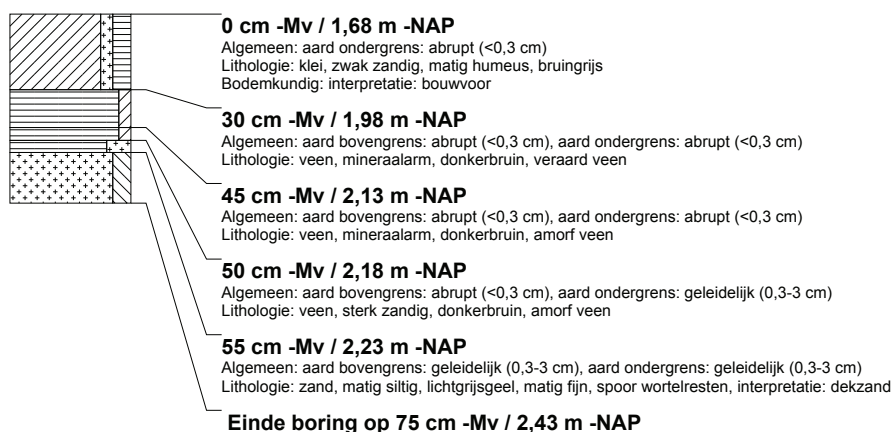 0 cm -Mv / 1,68 m -NAP
Algemeen: aard ondergrens: abrupt (<0,3 cm)
Lithologie: klei, zwak zandig, matig humeus, bruingrijs
Bodemkundig: interpretatie: bouwvoor
30 cm -Mv / 1,98 m -NAP
Algemeen: aard bovengrens: abrupt (<0,3 cm), aard ondergrens: abrupt (<0,3 cm)
Lithologie: veen, mineraalarm, donkerbruin, veraard veen
45 cm -Mv / 2,13 m -NAP
Algemeen: aard bovengrens: abrupt (<0,3 cm), aard ondergrens: abrupt (<0,3 cm)
Lithologie: veen, mineraalarm, donkerbruin, amorf veen
50 cm -Mv / 2,18 m -NAP
Algemeen: aard bovengrens: abrupt (<0,3 cm), aard ondergrens: geleidelijk (0,3-3 cm)
Lithologie: veen, sterk zandig, donkerbruin, amorf veen
55 cm -Mv / 2,23 m -NAP
Algemeen: aard bovengrens: geleidelijk (0,3-3 cm), aard ondergrens: geleidelijk (0,3-3 cm)
Lithologie: zand, matig siltig, lichtgrijsgeel, matig fijn, spoor wortelresten, interpretatie: dekzand
Einde boring op 75 cm -Mv / 2,43 m -NAP